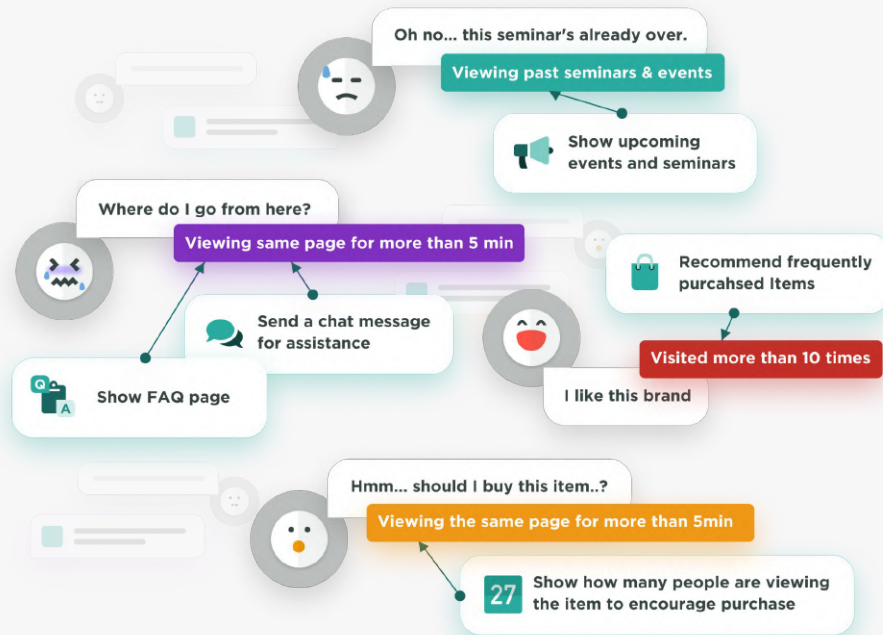 Oh no... this seminar's already over.
Viewing past seminars & events
Show upcoming
events and seminars
Where do I go from here?
Viewing same page for more than 5 min
Send a chat message
for assistance
Q
A
Show FAQ page
Recommend frequently
purcahsed Items
Visited more than 10 times
I like this brand
Hmm... should I buy this item..?
Viewing the same page for more than 5min
27
Show how many people are viewing
the item to encourage purchase